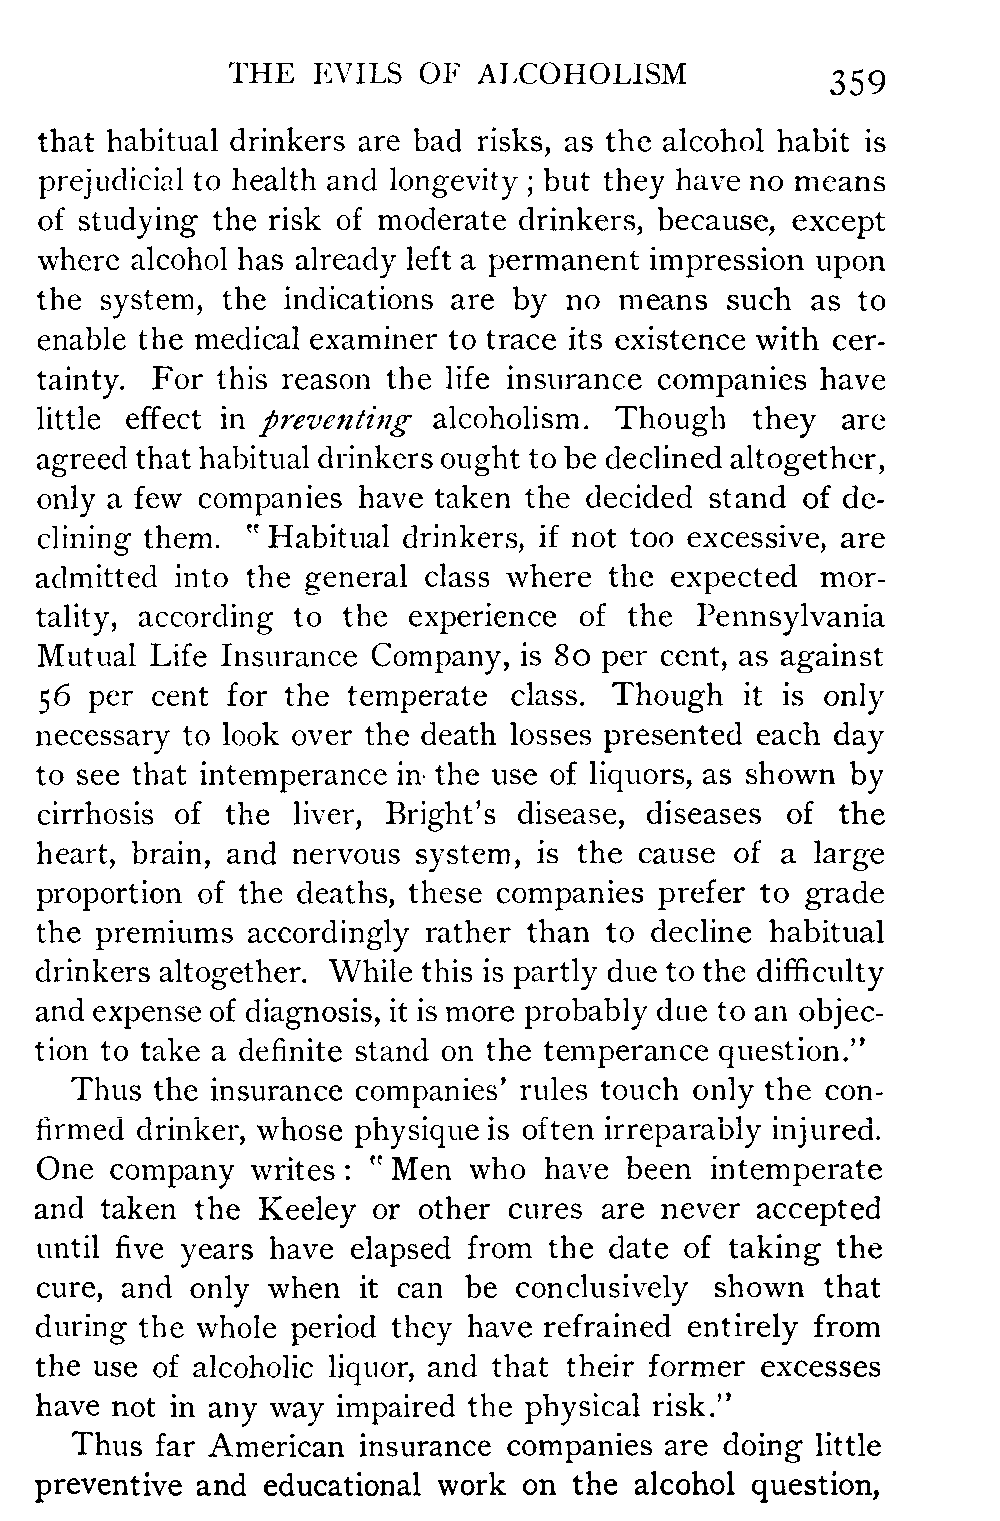 THE EVILS OF ALCOHOLISM 359
that habitual drinkers are bad risks, as the alcohol habit is
prejudicial to health and longevity ; but they have no means
of studying the risk of moderate drinkers, because, except
where alcohol has already left a permanent impression upon
the system, the indications are by no means such as to
enable the medical examiner to trace its existence with cer-
tainty. For this reason the life insurance companies have
little effect in preventing alcoholism. Though they are
agreed that habitual drinkers ought to be declined altogether,
only a few companies have taken the decided stand of de-
clining them. "Habitual drinkers, if not too excessive, are
admitted into the general class where the expected mor-
tality, according to the experience of the Pennsylvania
Mutual Life Insurance Company, is 80 per cent, as against
56 per cent for the temperate class. Though it is only
necessary to look over the death losses presented each day
to see that intemperance in the use of liquors, as shown by
cirrhosis of the liver, Bright's disease, diseases of the
heart, brain, and nervous system, is the cause of a large
proportion of the deaths, these companies prefer to grade
the premiums accordingly rather than to decline habitual
drinkers altogether. While this is partly due to the difficulty
and expense of diagnosis, it is more probably due to an objec-
tion to take a definite stand on the temperance question."
Thus the insurance companies' rules touch only the con-
firmed drinker, whose physique is often irreparably injured.
One company writes : "Men who have been intemperate
and taken the Keeley or other cures are never accepted
until five years have elapsed from the date of taking the
cure, and only when it can be conclusively shown that
during the whole period they have refrained entirely from
the use of alcoholic liquor, and that their former excesses
have not in any way impaired the physical risk."
Thus far American insurance companies are doing little
preventive and educational work on the alcohol question,